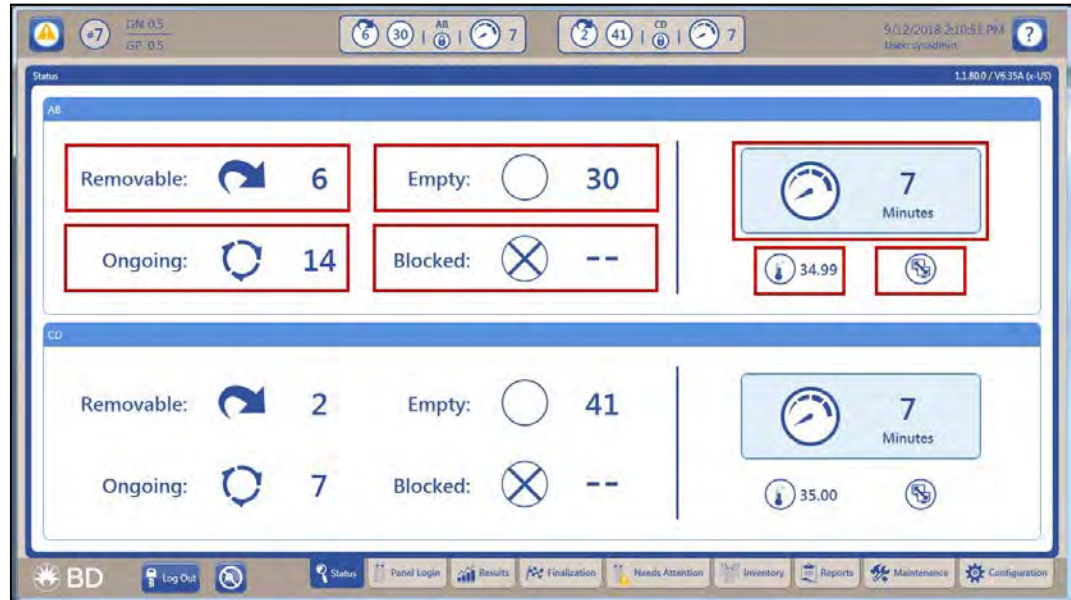 #7
GN 0.5
GP 0.5
6 30 AB 7
2 41 CD 7
9/12/2018 2:10:51 PM
User: sysadmin
?
Status
1.1.80.0 / V6.35A (x-US)
AB
Removable: 6 Empty: 30
7
Minutes
Ongoing: 14 Blocked: --
34.99
CD
Removable: 2 Empty: 41
7
Minutes
Ongoing: 7 Blocked: --
35.00
BD Log Out Status Panel Login Results Finalization Needs Attention Inventory Reports Maintenance Configuration